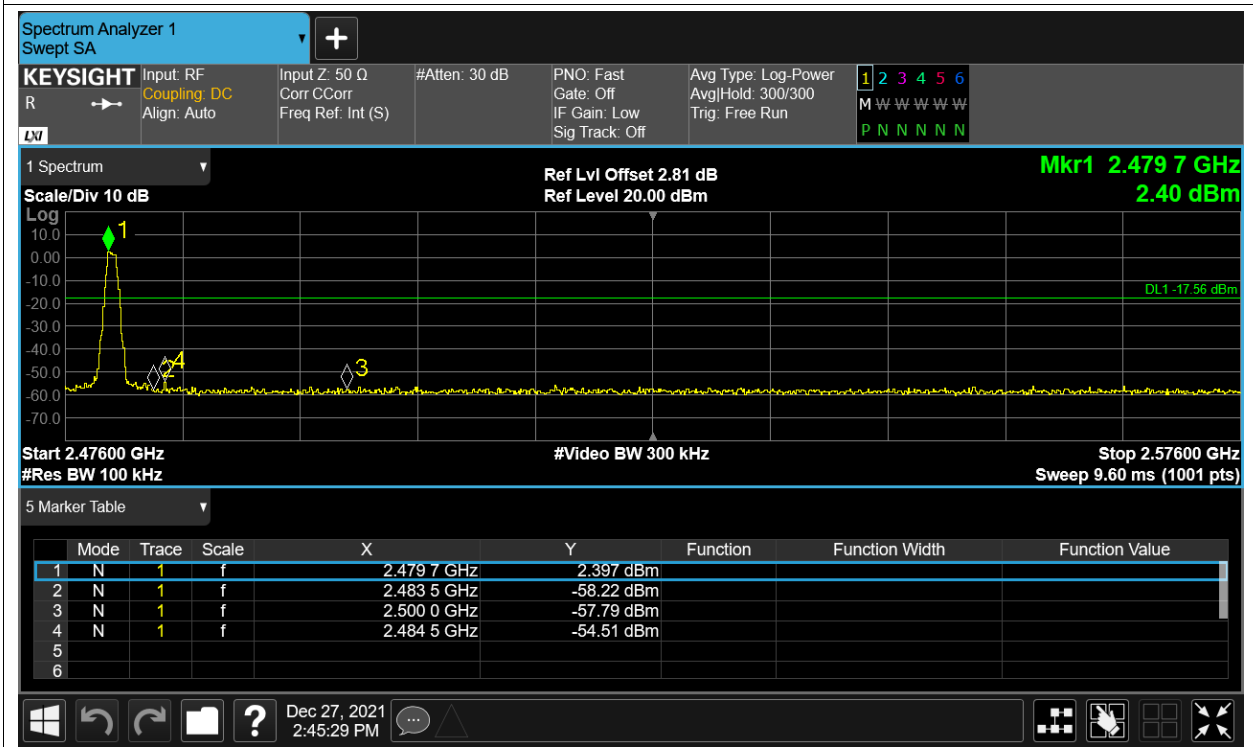 Spectrum Analyzer 1
Swept SA
+
KEYSIGHT Input: RF Input Z: 50 Ω #Atten: 30 dB PNO: Fast Avg Type: Log-Power 1 2 3 4 5 6
R Coupling: DC Corr CCorr Gate: Off Avg|Hold: 300/300 M W W W W W
Align: Auto Freq Ref: Int (S) IF Gain: Low Trig: Free Run
LXI Sig Track: Off P N N N N N
1 Spectrum Ref Lvl Offset 2.81 dB Mkr1 2.479 7 GHz
Scale/Div 10 dB Ref Level 20.00 dBm 2.40 dBm
Log
10.0 1
0.00
-10.0
DL1 -17.56 dBm
-20.0
-30.0
-40.0
4 3
-50.0 2
-60.0
-70.0
Start 2.47600 GHz #Video BW 300 kHz Stop 2.57600 GHz
#Res BW 100 kHz Sweep 9.60 ms (1001 pts)
5 Marker Table
Mode Trace Scale X Y Function Function Width Function Value
1 N 1 f 2.479 7 GHz 2.397 dBm
2 N 1 f 2.483 5 GHz -58.22 dBm
3 N 1 f 2.500 0 GHz -57.79 dBm
4 N 1 f 2.484 5 GHz -54.51 dBm
5
6
? Dec 27, 2021
2:45:29 PM